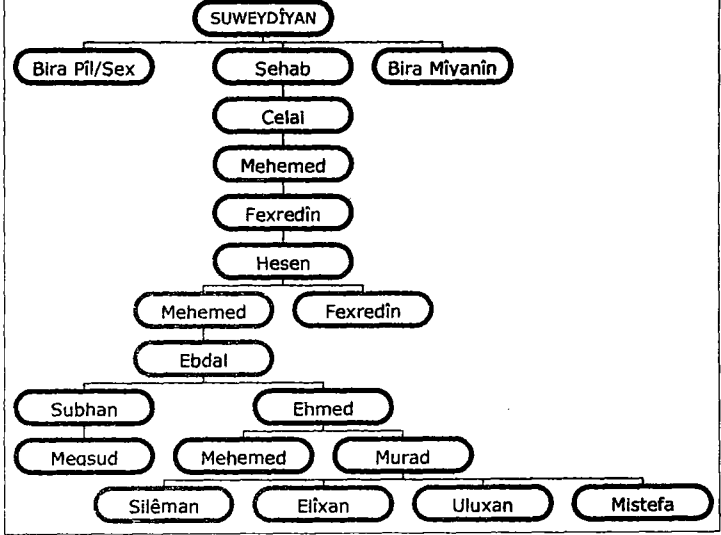 SUWEYDÎYAN
Bira Pîl/Sex Sehab Bira Mîyanîn
Celal
Mehemed
Fexredîn
Hesen
Mehemed Fexredîn
Ebdal
Subhan Ehmed
Meqsud Mehemed Murad
Silêman Elîxan Uluxan Mistefa